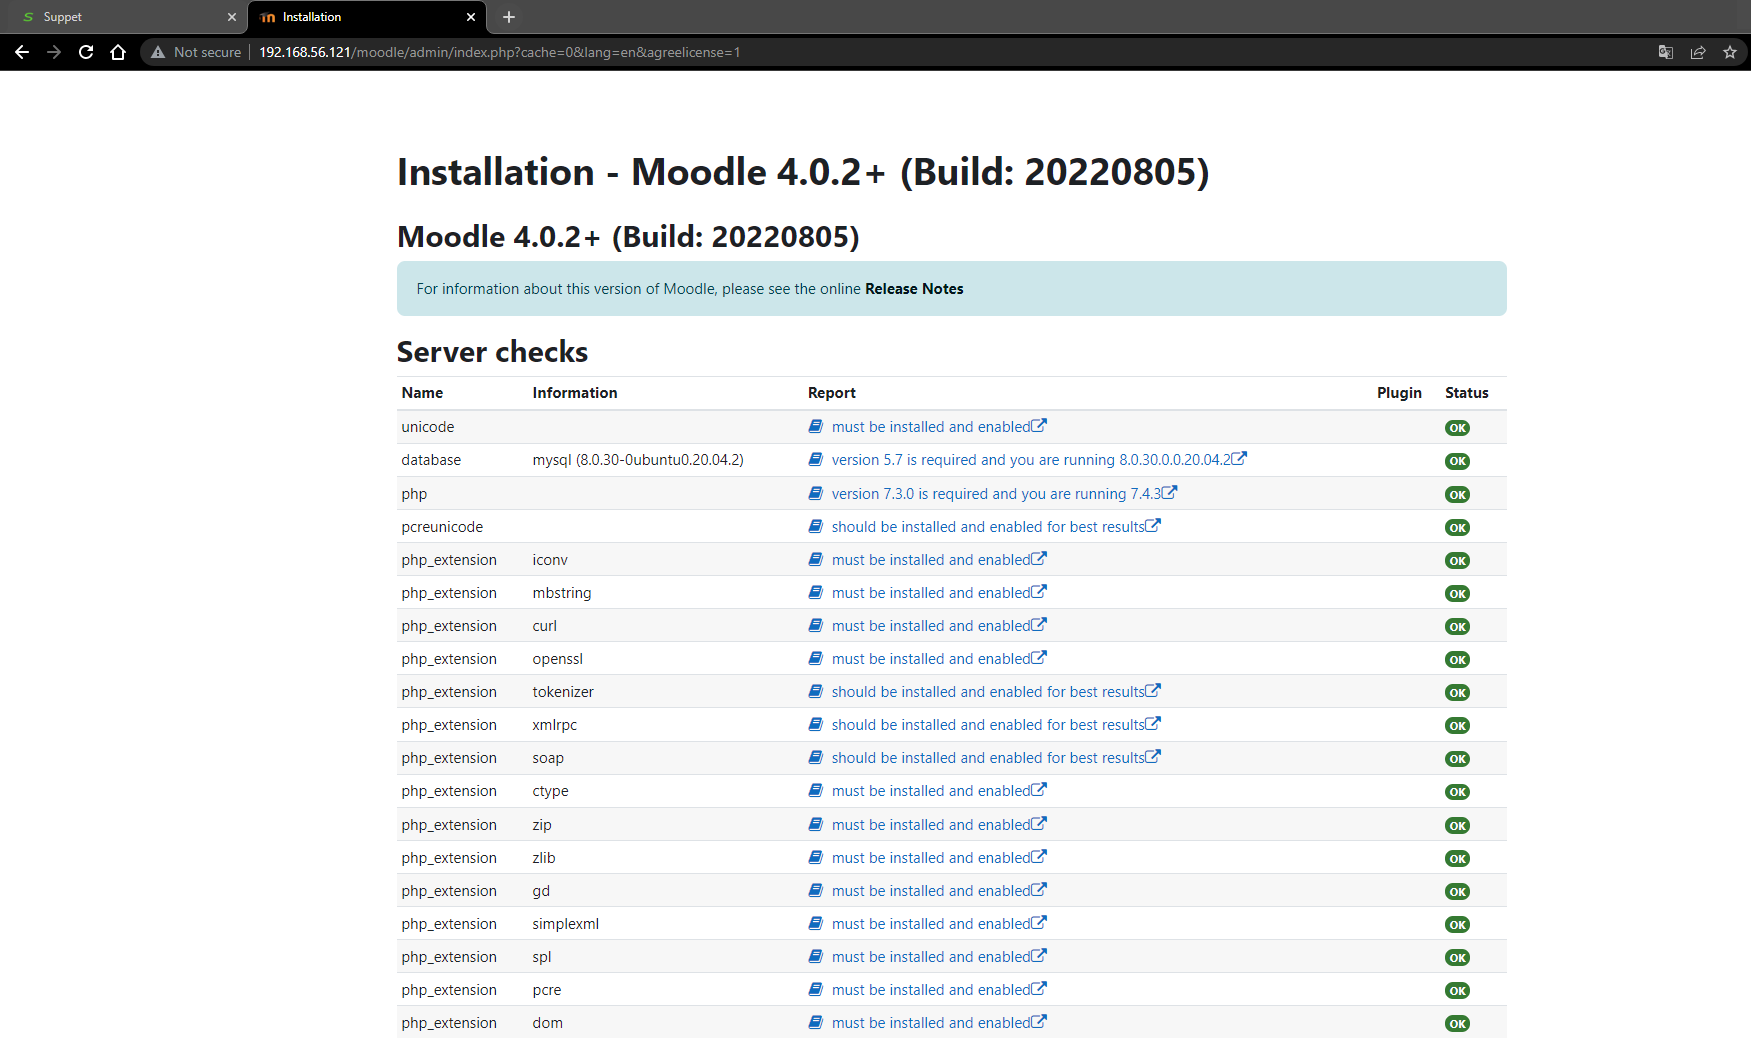 Suppet
Installation
Not secure 192.168.56.121/moodle/admin/index.php?cache=0&lang=en&agreelicense=1
Installation - Moodle 4.0.2+ (Build: 20220805)
Moodle 4.0.2+ (Build: 20220805)
For information about this version of Moodle, please see the online Release Notes
Server checks
Name Information Report Plugin Status
unicode must be installed and enabled OK
database mysql (8.0.30-0ubuntu0.20.04.2) version 5.7 is required and you are running 8.0.30.0.0.20.04.2 OK
php version 7.3.0 is required and you are running 7.4.3 OK
pcreunicode should be installed and enabled for best results OK
php_extension iconv must be installed and enabled OK
php_extension mbstring must be installed and enabled OK
php_extension curl must be installed and enabled OK
php_extension openssl must be installed and enabled OK
php_extension tokenizer should be installed and enabled for best results OK
php_extension xmlrpc should be installed and enabled for best results OK
php_extension soap should be installed and enabled for best results OK
php_extension ctype must be installed and enabled OK
php_extension zip must be installed and enabled OK
php_extension zlib must be installed and enabled OK
php_extension gd must be installed and enabled OK
php_extension simplexml must be installed and enabled OK
php_extension spl must be installed and enabled OK
php_extension pcre must be installed and enabled OK
php_extension dom must be installed and enabled OK